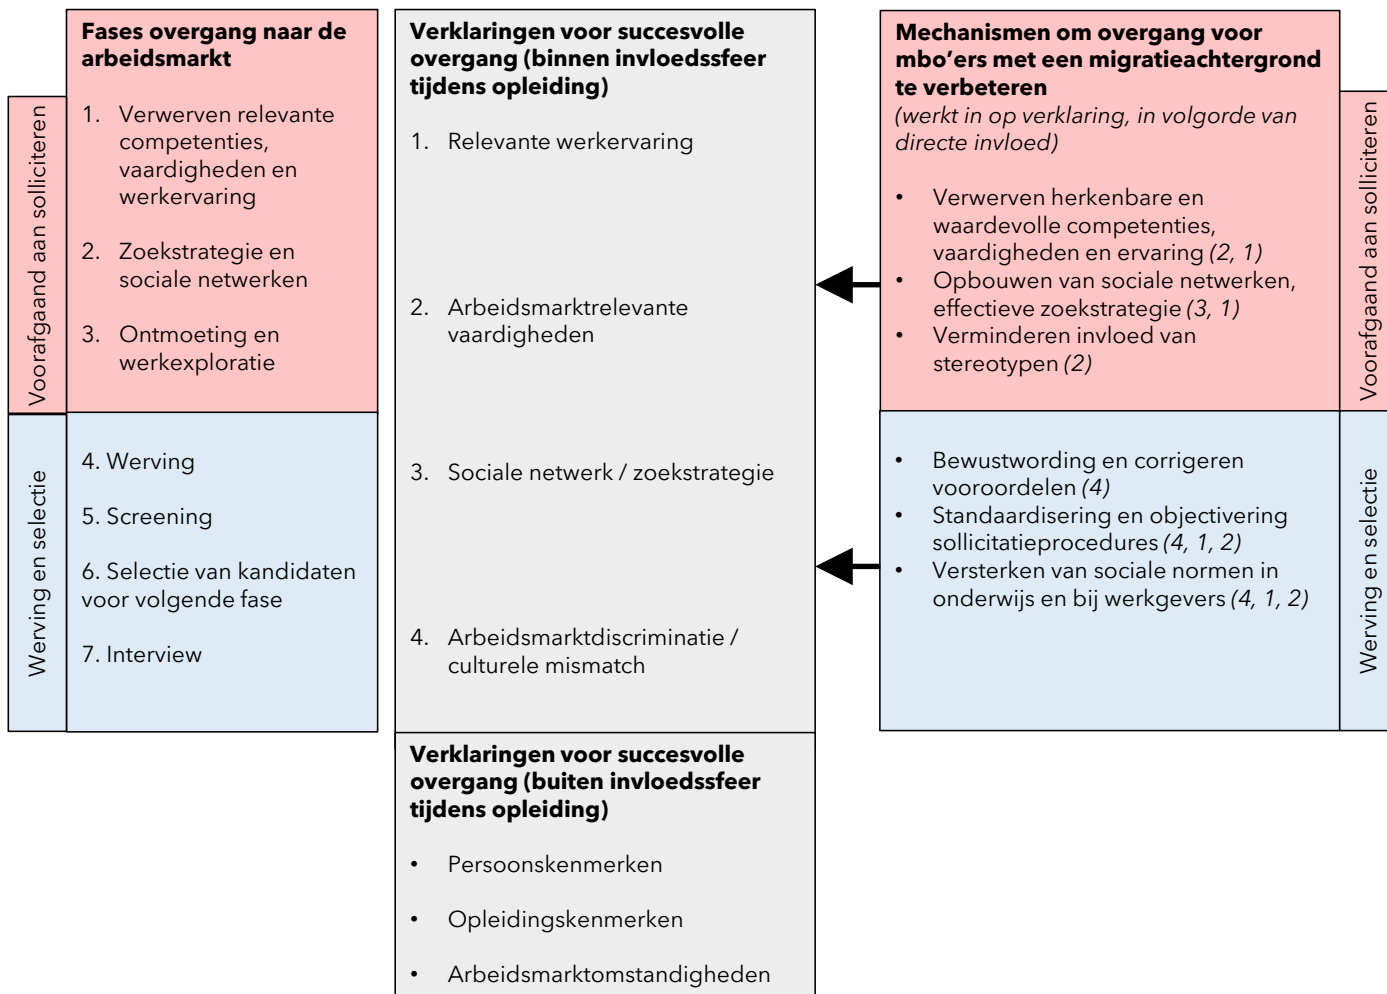 Voorafgaand aan solliciteren
Werving en selectie
Fases overgang naar de
arbeidsmarkt
1. Verwerven relevante
competenties,
vaardigheden en
werkervaring
2. Zoekstrategie en
sociale netwerken
3. Ontmoeting en
werkexploratie
4. Werving
5. Screening
6. Selectie van kandidaten
voor volgende fase
7. Interview
Verklaringen voor succesvolle
overgang (binnen invloedssfeer
tijdens opleiding)
1. Relevante werkervaring
2. Arbeidsmarktrelevante
vaardigheden
3. Sociale netwerk / zoekstrategie
4. Arbeidsmarktdiscriminatie /
culturele mismatch
Verklaringen voor succesvolle
overgang (buiten invloedssfeer
tijdens opleiding)
• Persoonskenmerken
• Opleidingskenmerken
• Arbeidsmarktomstandigheden
Mechanismen om overgang voor
mbo’ers met een migratieachtergrond
te verbeteren
(werkt in op verklaring, in volgorde van
directe invloed)
• Verwerven herkenbare en
waardevolle competenties,
vaardigheden en ervaring (2, 1)
• Opbouwen van sociale netwerken,
effectieve zoekstrategie (3, 1)
• Verminderen invloed van
stereotypen (2)
• Bewustwording en corrigeren
vooroordelen (4)
• Standaardisering en objectivering
sollicitatieprocedures (4, 1, 2)
• Versterken van sociale normen in
onderwijs en bij werkgevers (4, 1, 2)
Voorafgaand aan solliciteren
Werving en selectie